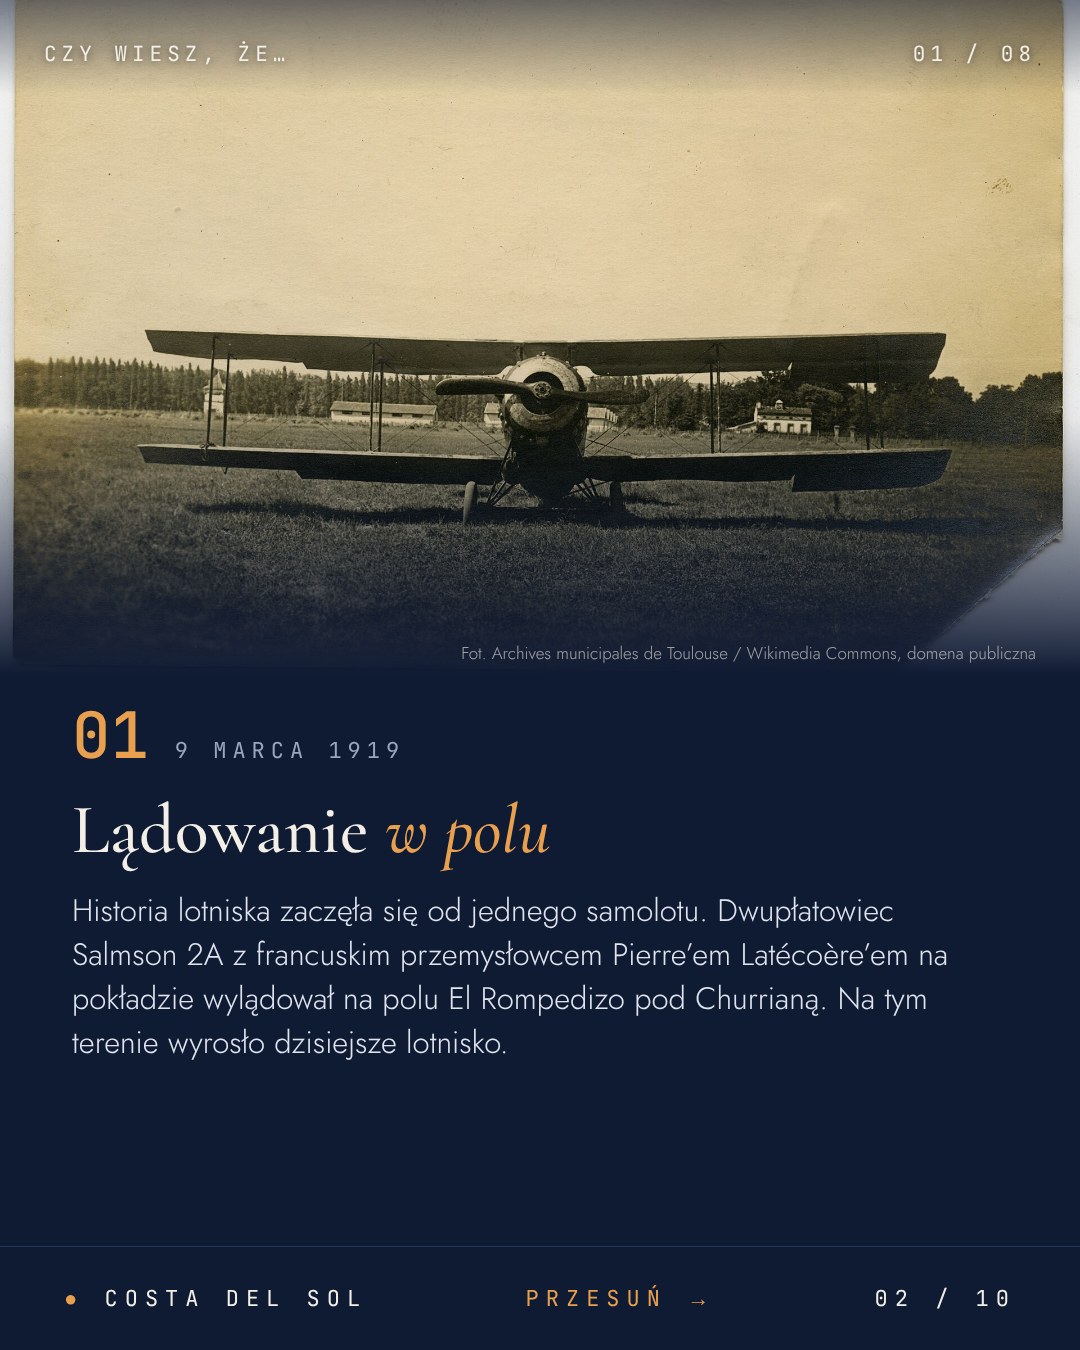 CZY WIESZ, ŻE…
01 / 08
Fot. Archives municipales de Toulouse / Wikimedia Commons, domena publiczna
01 9 MARCA 1919
Lądowanie w polu
Historia lotniska zaczęła się od jednego samolotu. Dwupłatowiec
Salmson 2A z francuskim przemysłowcem Pierre’em Latécoère’em na
pokładzie wylądował na polu El Rompedizo pod Churrianą. Na tym
terenie wyrosło dzisiejsze lotnisko.
● COSTA DEL SOL
PRZESUŃ →
02 / 10